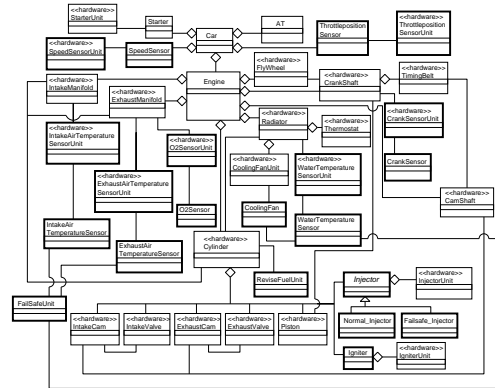 <<hardware>>
StarterUnit
Starter
Car
AT
<<hardware>>
SpeedSensorUnit
SpeedSensor
Throttleposition
Sensor
<<hardware>>
Throttleposition
SensorUnit
<<hardware>>
IntakeManifold
<<hardware>>
ExhaustManifold
Engine
<<hardware>>
FlyWheel
<<hardware>>
CrankShaft
<<hardware>>
TimingBelt
<<hardware>>
IntakeAirTemperature
SensorUnit
<<hardware>>
O2SensorUnit
<<hardware>>
Radiator
<<hardware>>
Thermostat
<<hardware>>
CrankSensorUnit
<<hardware>>
ExhaustAirTemperature
SensorUnit
<<hardware>>
CoolingFanUnit
<<hardware>>
WaterTemperature
SensorUnit
CrankSensor
<<hardware>>
CamShaft
O2Sensor
CoolingFan
IntakeAir
TemperatureSensor
WaterTemperature
Sensor
ExhaustAir
TemperatureSensor
<<hardware>>
Cylinder
ReviseFuelUnit
Injector
<<hardware>>
InjectorUnit
FailSafeUnit
<<hardware>>
IntakeCam
<<hardware>>
IntakeValve
<<hardware>>
ExhaustCam
<<hardware>>
ExhaustValve
<<hardware>>
Piston
Normal_Injector
Failsafe_Injector
Igniter
<<hardware>>
IgniterUnit